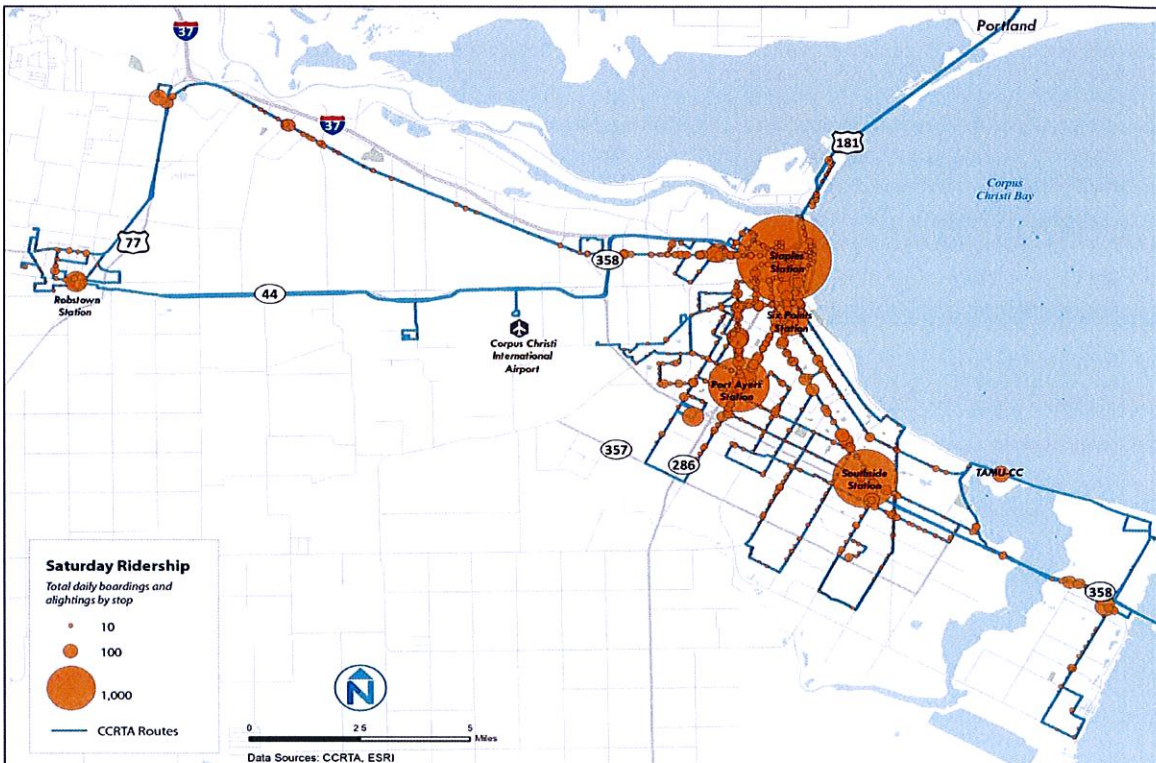 37
Portland
37
181
Corpus
Christi Bay
77
Staples
Station
358
Robstown
Station
44
Six Points
Station
Corpus Christi
International
Airport
Port Ayers
Station
357
286
Southside
Station
TAMU-CC
358
Saturday Ridership
Total daily boardings and
alightings by stop
10
100
1,000
CCRTA Routes
N
0 2.5 5
Miles
Data Sources: CCRTA, ESRI